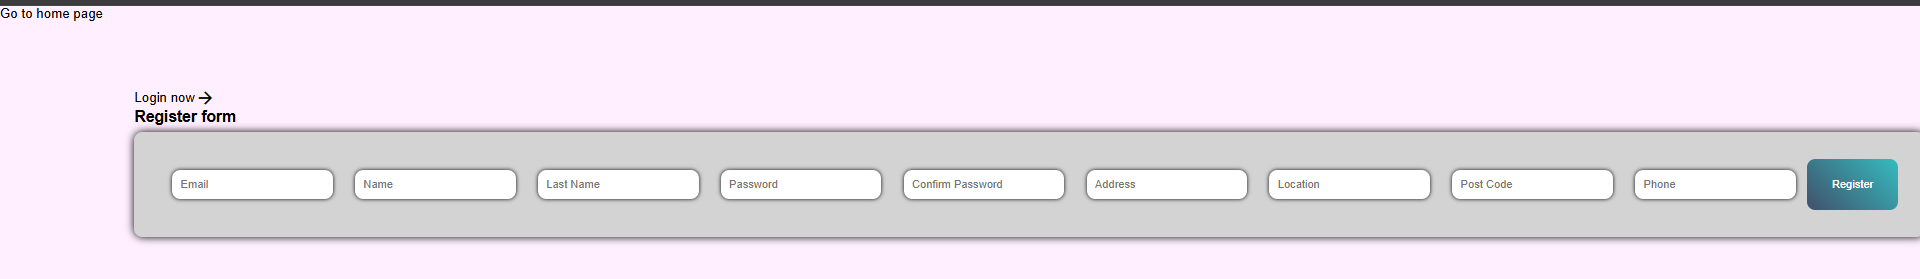 Go to home page
Login now
Register form
Email Name Last Name Password Confirm Password Address Location Post Code Phone Register